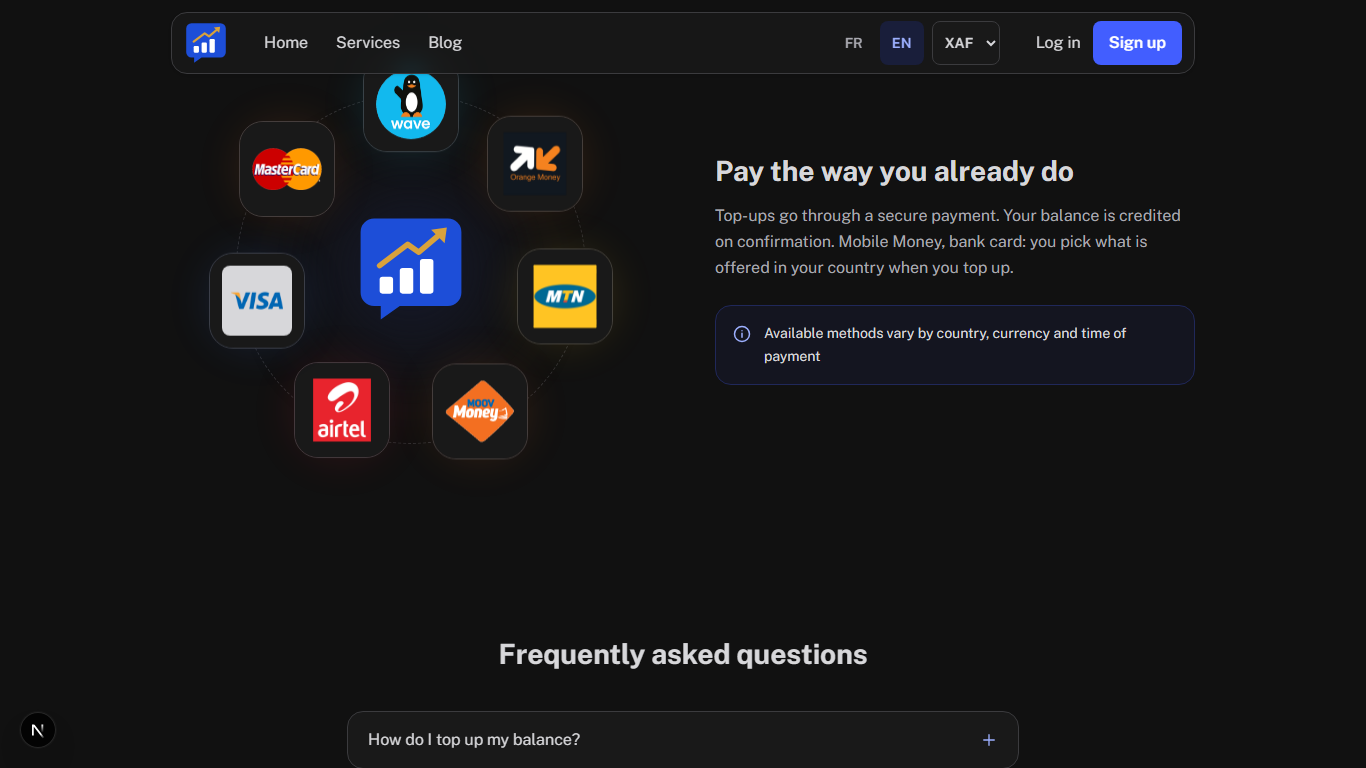 Home Services Blog FR EN XAF Log in Sign up
wave
MasterCard
Orange Money
VISA
MTN
airtel
MOOV
Money
Pay the way you already do
Top-ups go through a secure payment. Your balance is credited
on confirmation. Mobile Money, bank card: you pick what is
offered in your country when you top up.
Available methods vary by country, currency and time of
payment
Frequently asked questions
How do I top up my balance?
N